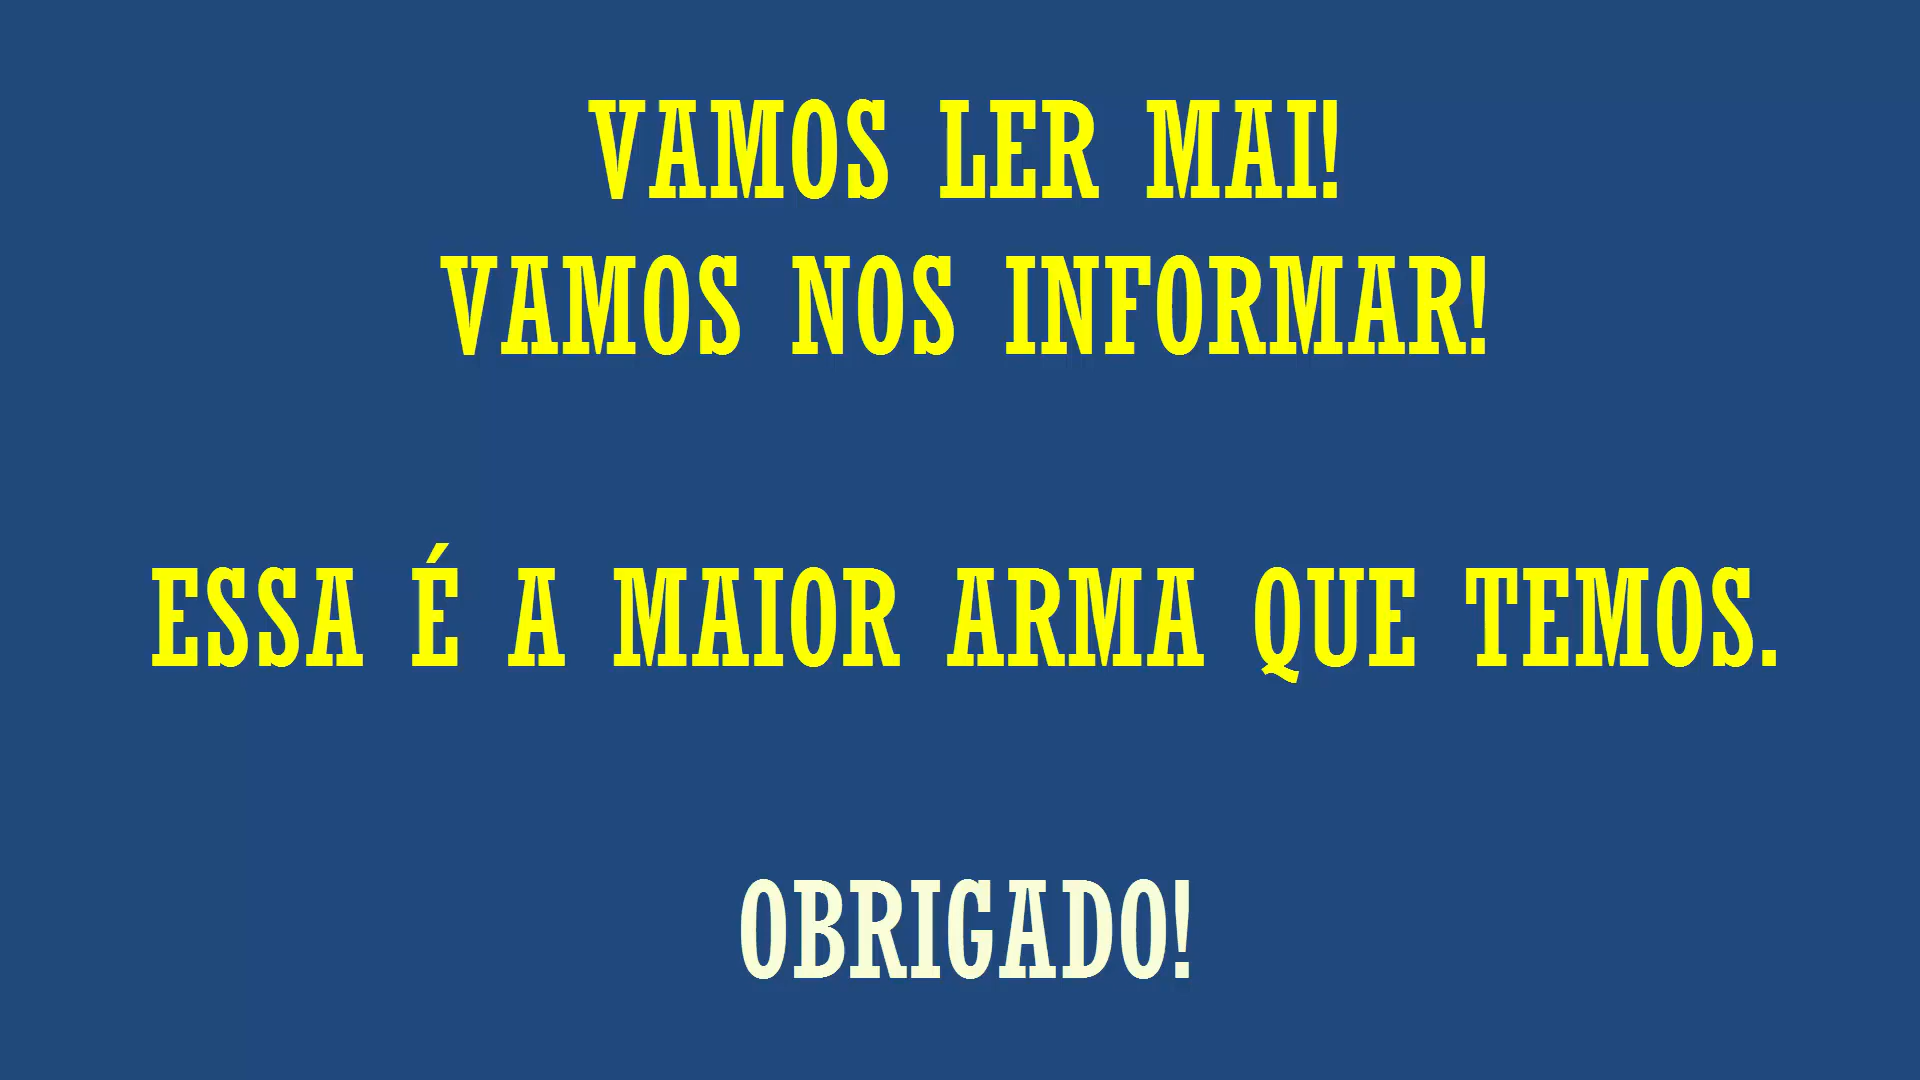 VAMOS LER MAI!
VAMOS NOS INFORMAR!
ESSA É A MAIOR ARMA QUE TEMOS.
OBRIGADO!